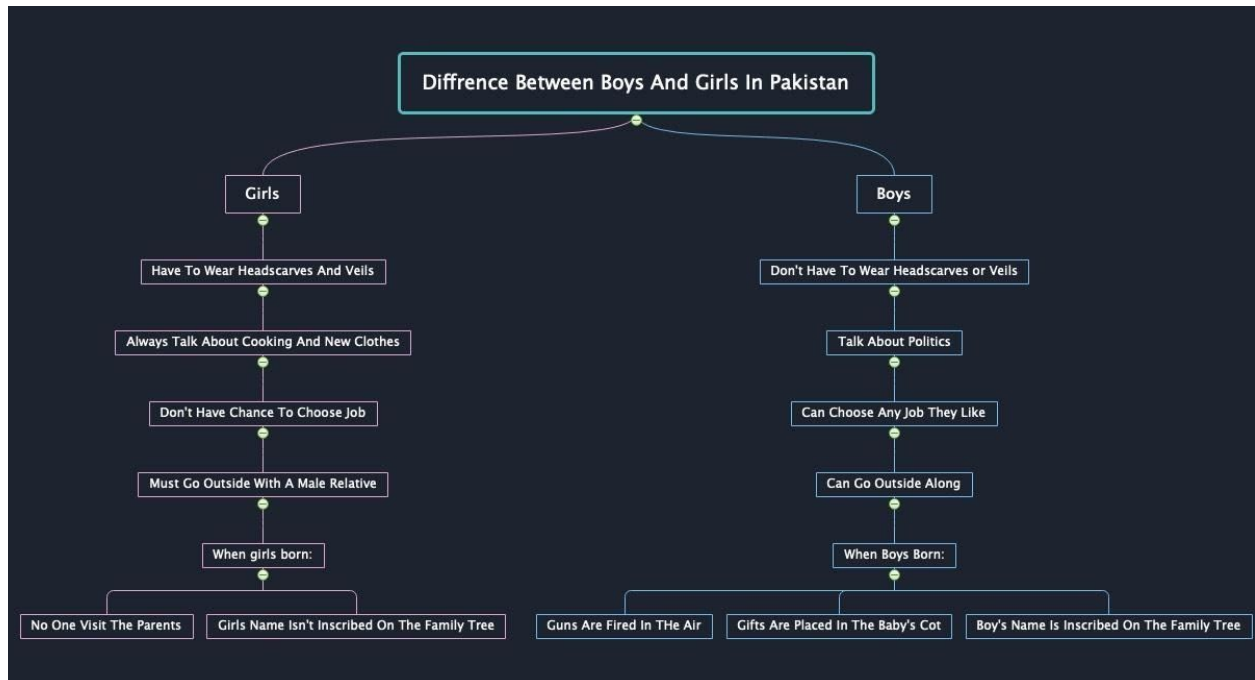 Diffrence Between Boys And Girls In Pakistan
Girls
Have To Wear Headscarves And Veils
Always Talk About Cooking And New Clothes
Don't Have Chance To Choose Job
Must Go Outside With A Male Relative
When girls born:
No One Visit The Parents
Girls Name Isn't Inscribed On The Family Tree
Boys
Don't Have To Wear Headscarves or Veils
Talk About Politics
Can Choose Any Job They Like
Can Go Outside Along
When Boys Born:
Guns Are Fired In THe Air
Gifts Are Placed In The Baby's Cot
Boy's Name Is Inscribed On The Family Tree